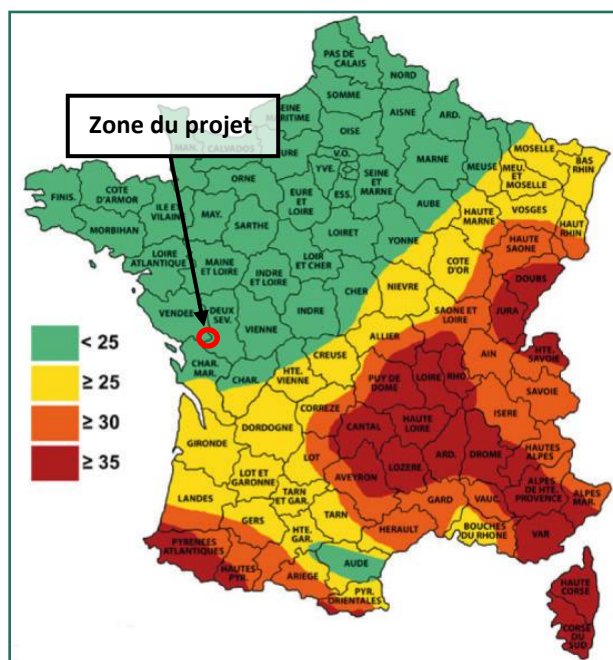 Zone du projet
PAS DE
CALAIS
NORD
SOMME
SEINE
MARITIME
AISNE
ARD.
OISE
MAN.
CALVADOS
EURE
V.O.
YVE.
ESS.
SEINE
ET
MARNE
MARNE
MEUSE
MOSELLE
MEU.
ET
MOSELLE
BAS
RHIN
VOSGES
HAUT
RHIN
FINIS.
COTE
D'ARMOR
ILE ET
VILAIN
MORBIHAN
MAY.
ORNE
EURE ET
LOIRE
SARTHE
AUBE
HAUTE
MARNE
HAUTE
SAONE
LOIRET
YONNE
LOIRE
ATLANTIQUE
MAINE
ET LOIRE
INDRE
ET LOIRE
LOIR
ET CHER
CHER
NIEVRE
COTE
D'OR
DOUBS
JURA
VENDEE
DEUX
SEV.
VIENNE
INDRE
SAONE ET
LOIRE
ALLIER
CHAR.
MAR.
CHAR.
HTE.
VIENNE
CREUSE
PUY DE
DOME
LOIRE
RHO
AIN
HTE.
SAVOIE
SAVOIE
ISERE
< 25
≥ 25
≥ 30
≥ 35
GIRONDE
DORDOGNE
CORREZE
CANTAL
HAUTE
LOIRE
ARD.
DROME
HAUTES
ALPES
LOT
LOT ET
GARONNE
AVEYRON
LOZERE
GARD
VAUC.
ALPES
DE HTE.
PROVENCE
ALPES
MAR.
LANDES
TARN
ET GAR.
TARN
GERS
HTE.
GAR.
HERAULT
BOUCHES
DU RHONE
VAR
PYRENEES
ATLANTIQUES
HAUTES
PYR.
ARIEGE
AUDE
PYR.
ORIENTALES
HAUTE
CORSE
CORSE
DU SUD